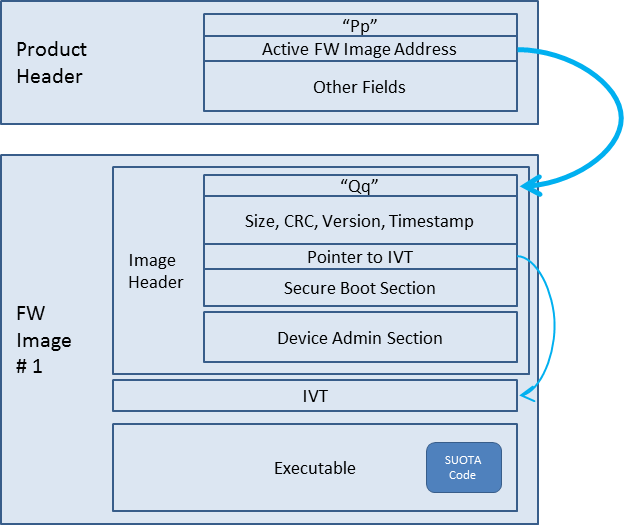 Product
Header
“Pp”
Active FW Image Address
Other Fields
FW
Image
# 1
Image
Header
“Qq”
Size, CRC, Version, Timestamp
Pointer to IVT
Secure Boot Section
Device Admin Section
IVT
Executable
SUOTA
Code